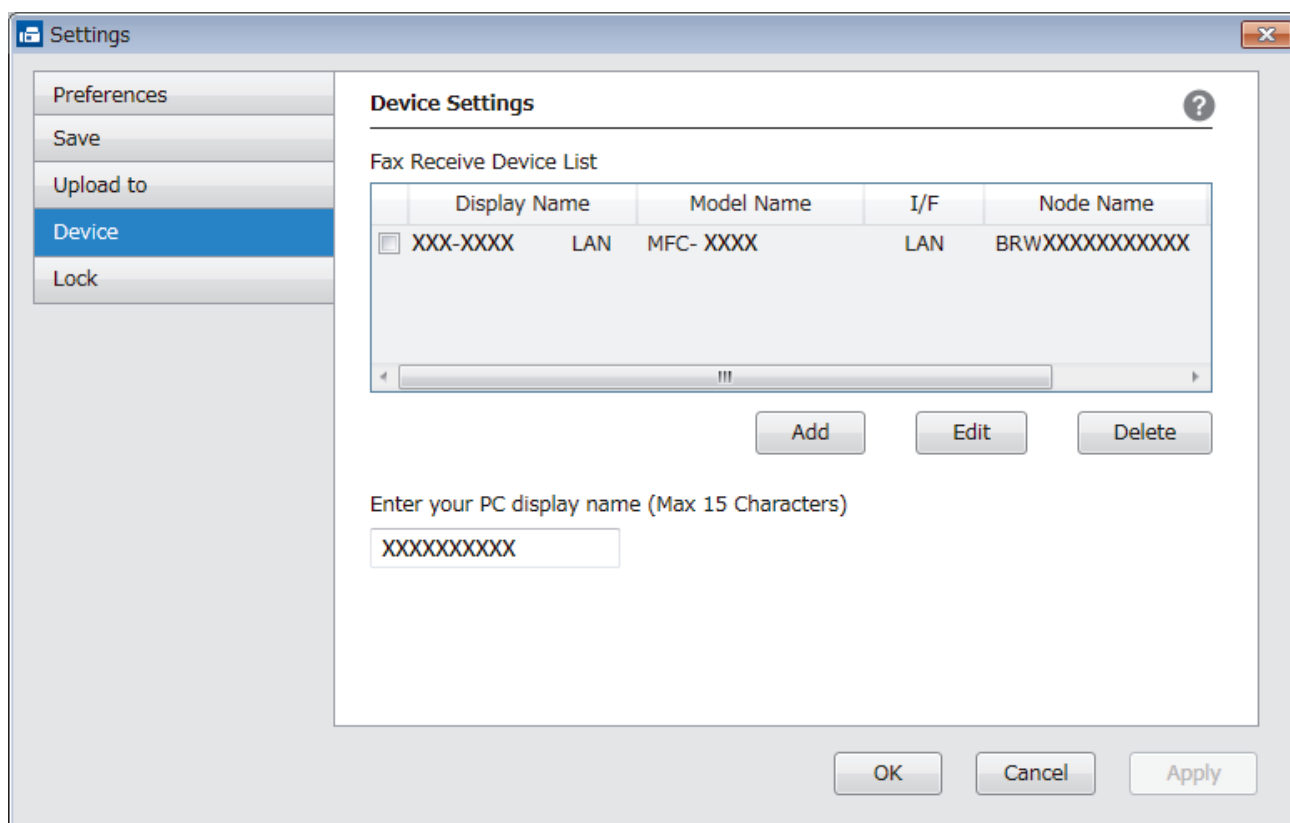 Settings
Preferences
Save
Upload to
Device
Lock
Device Settings
?
Fax Receive Device List
Display Name Model Name I/F Node Name
XXX-XXXX LAN MFC- XXXX LAN BRWXXXXXXXXXXX
Add Edit Delete
Enter your PC display name (Max 15 Characters)
XXXXXXXXXX
OK Cancel Apply